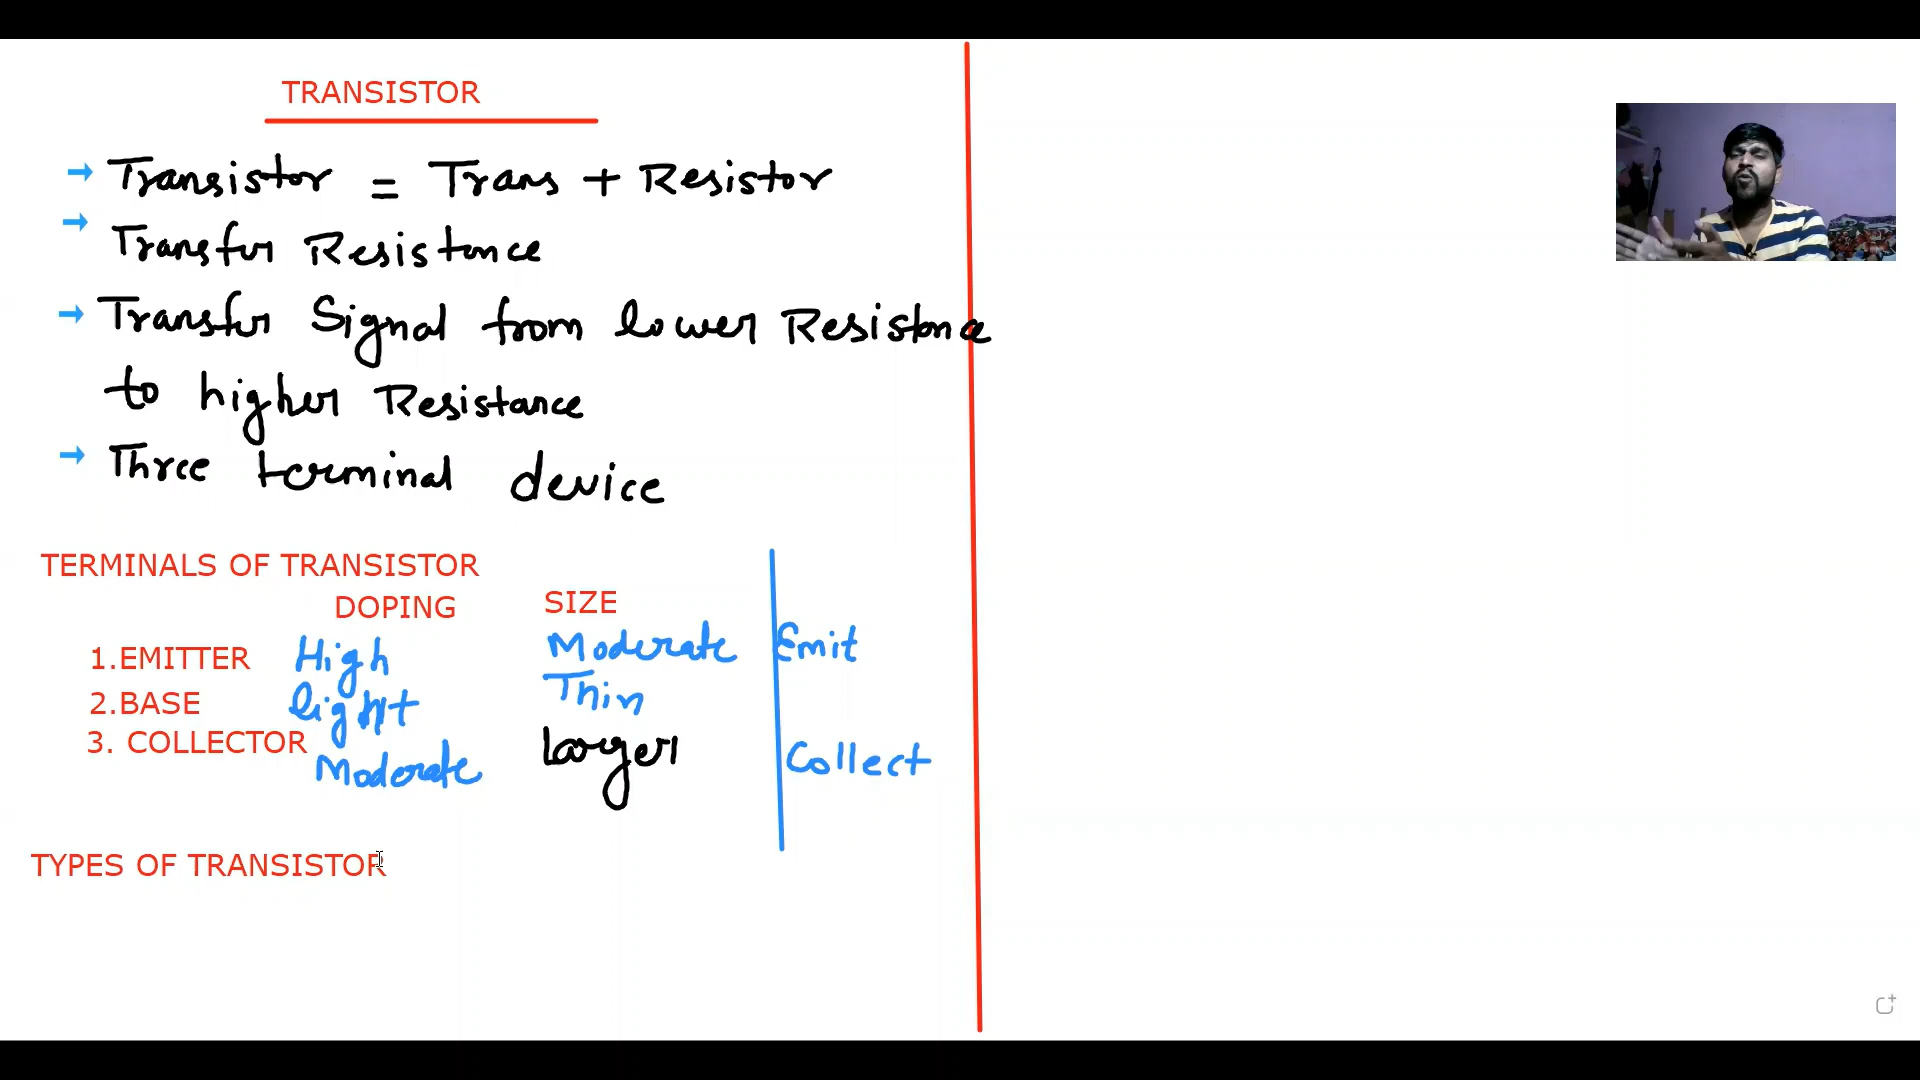 TRANSISTOR
→ Transistor = Trans + Resistor
→ Transfer Resistance
→ Transfer Signal from lower Resistance
to higher Resistance
→ Three terminal device
TERMINALS OF TRANSISTOR
DOPING SIZE
1.EMITTER High Moderate Emit
2.BASE light Thin
3. COLLECTOR Moderate Larger Collect
TYPES OF TRANSISTOR